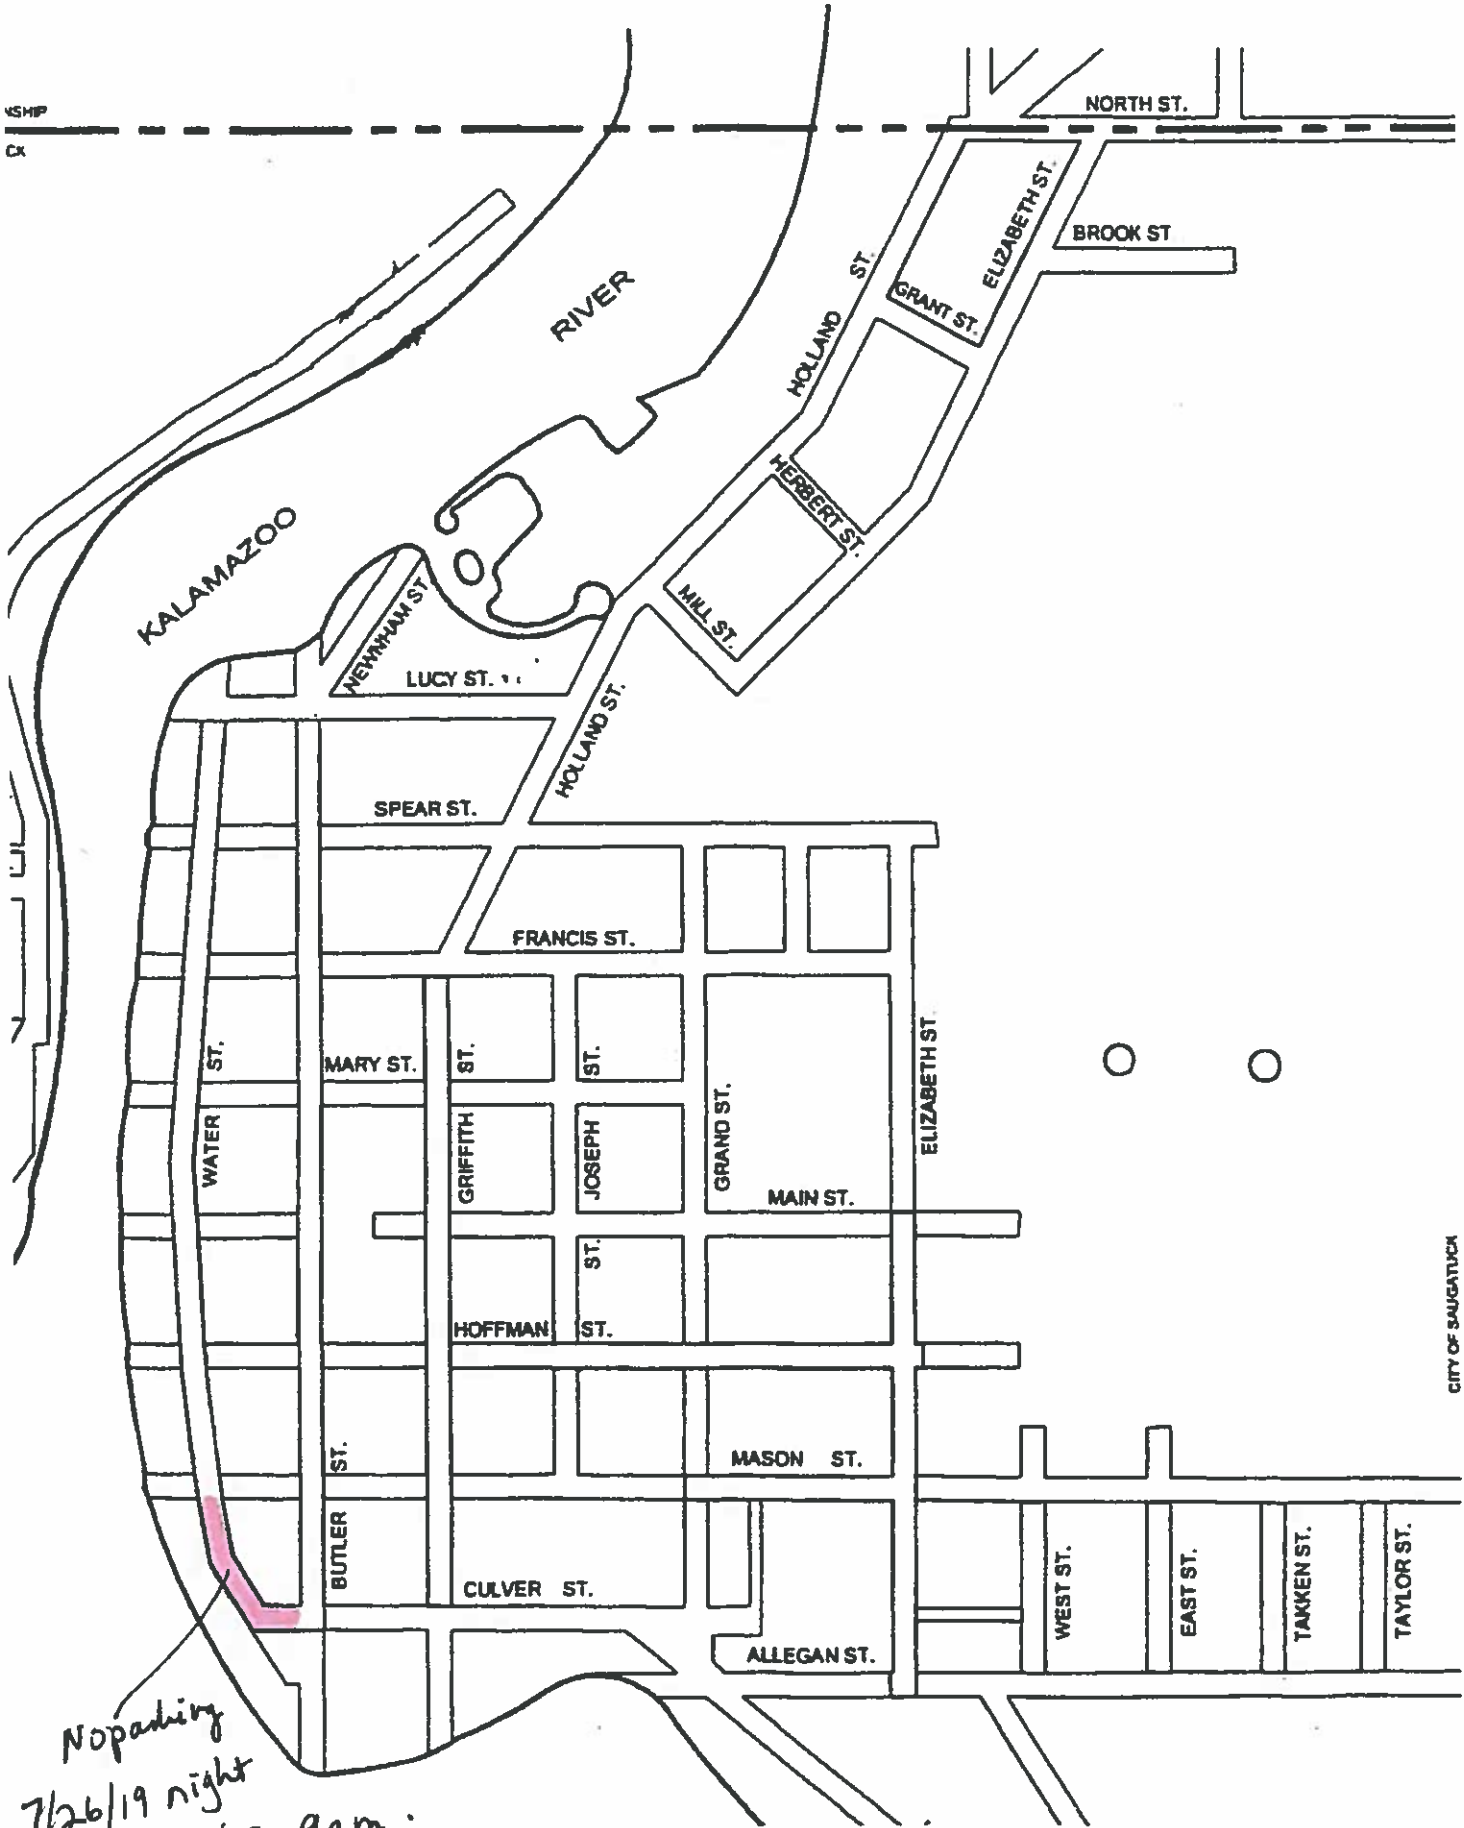 NORTH ST.
CK
ELIZABETH ST.
BROOK ST
HOLLAND ST.
GRANT ST.
RIVER
KALAMAZOO
HERBERT ST.
MILL ST.
NEWNHAM ST.
LUCY ST.
HOLLAND ST.
SPEAR ST.
FRANCIS ST.
WATER ST.
MARY ST.
GRIFFITH ST.
JOSEPH ST.
GRAND ST.
ELIZABETH ST.
MAIN ST.
ST.
HOFFMAN ST.
CITY OF SAUGATUCK
MASON ST.
BUTLER ST.
CULVER ST.
WEST ST.
EAST ST.
TAKKEN ST.
TAYLOR ST.
ALLEGAN ST.
No parking
7/26/19 night
9am.